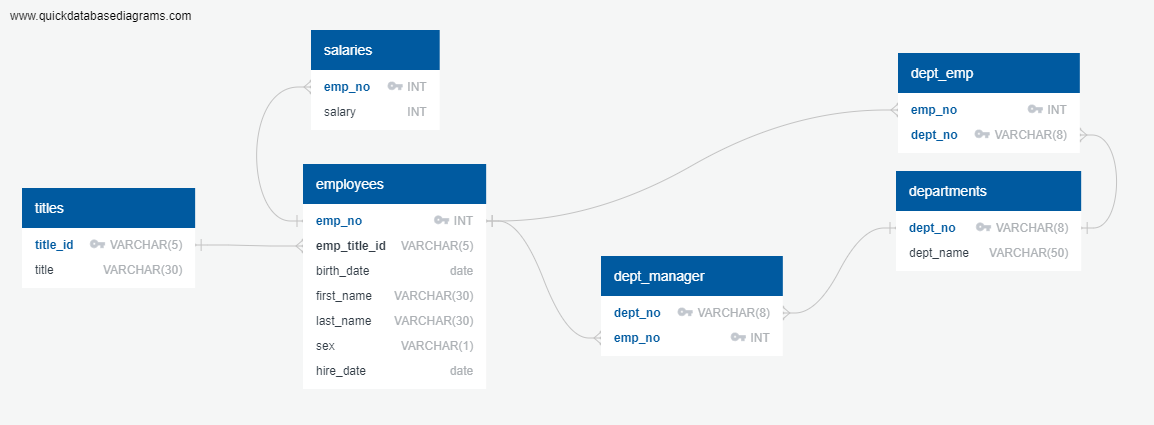 www.quickdatabasediagrams.com
salaries
emp_no INT
salary INT
employees
emp_no INT
emp_title_id VARCHAR(5)
birth_date date
first_name VARCHAR(30)
last_name VARCHAR(30)
sex VARCHAR(1)
hire_date date
titles
title_id VARCHAR(5)
title VARCHAR(30)
dept_manager
dept_no VARCHAR(8)
emp_no INT
dept_emp
emp_no INT
dept_no VARCHAR(8)
departments
dept_no VARCHAR(8)
dept_name VARCHAR(50)